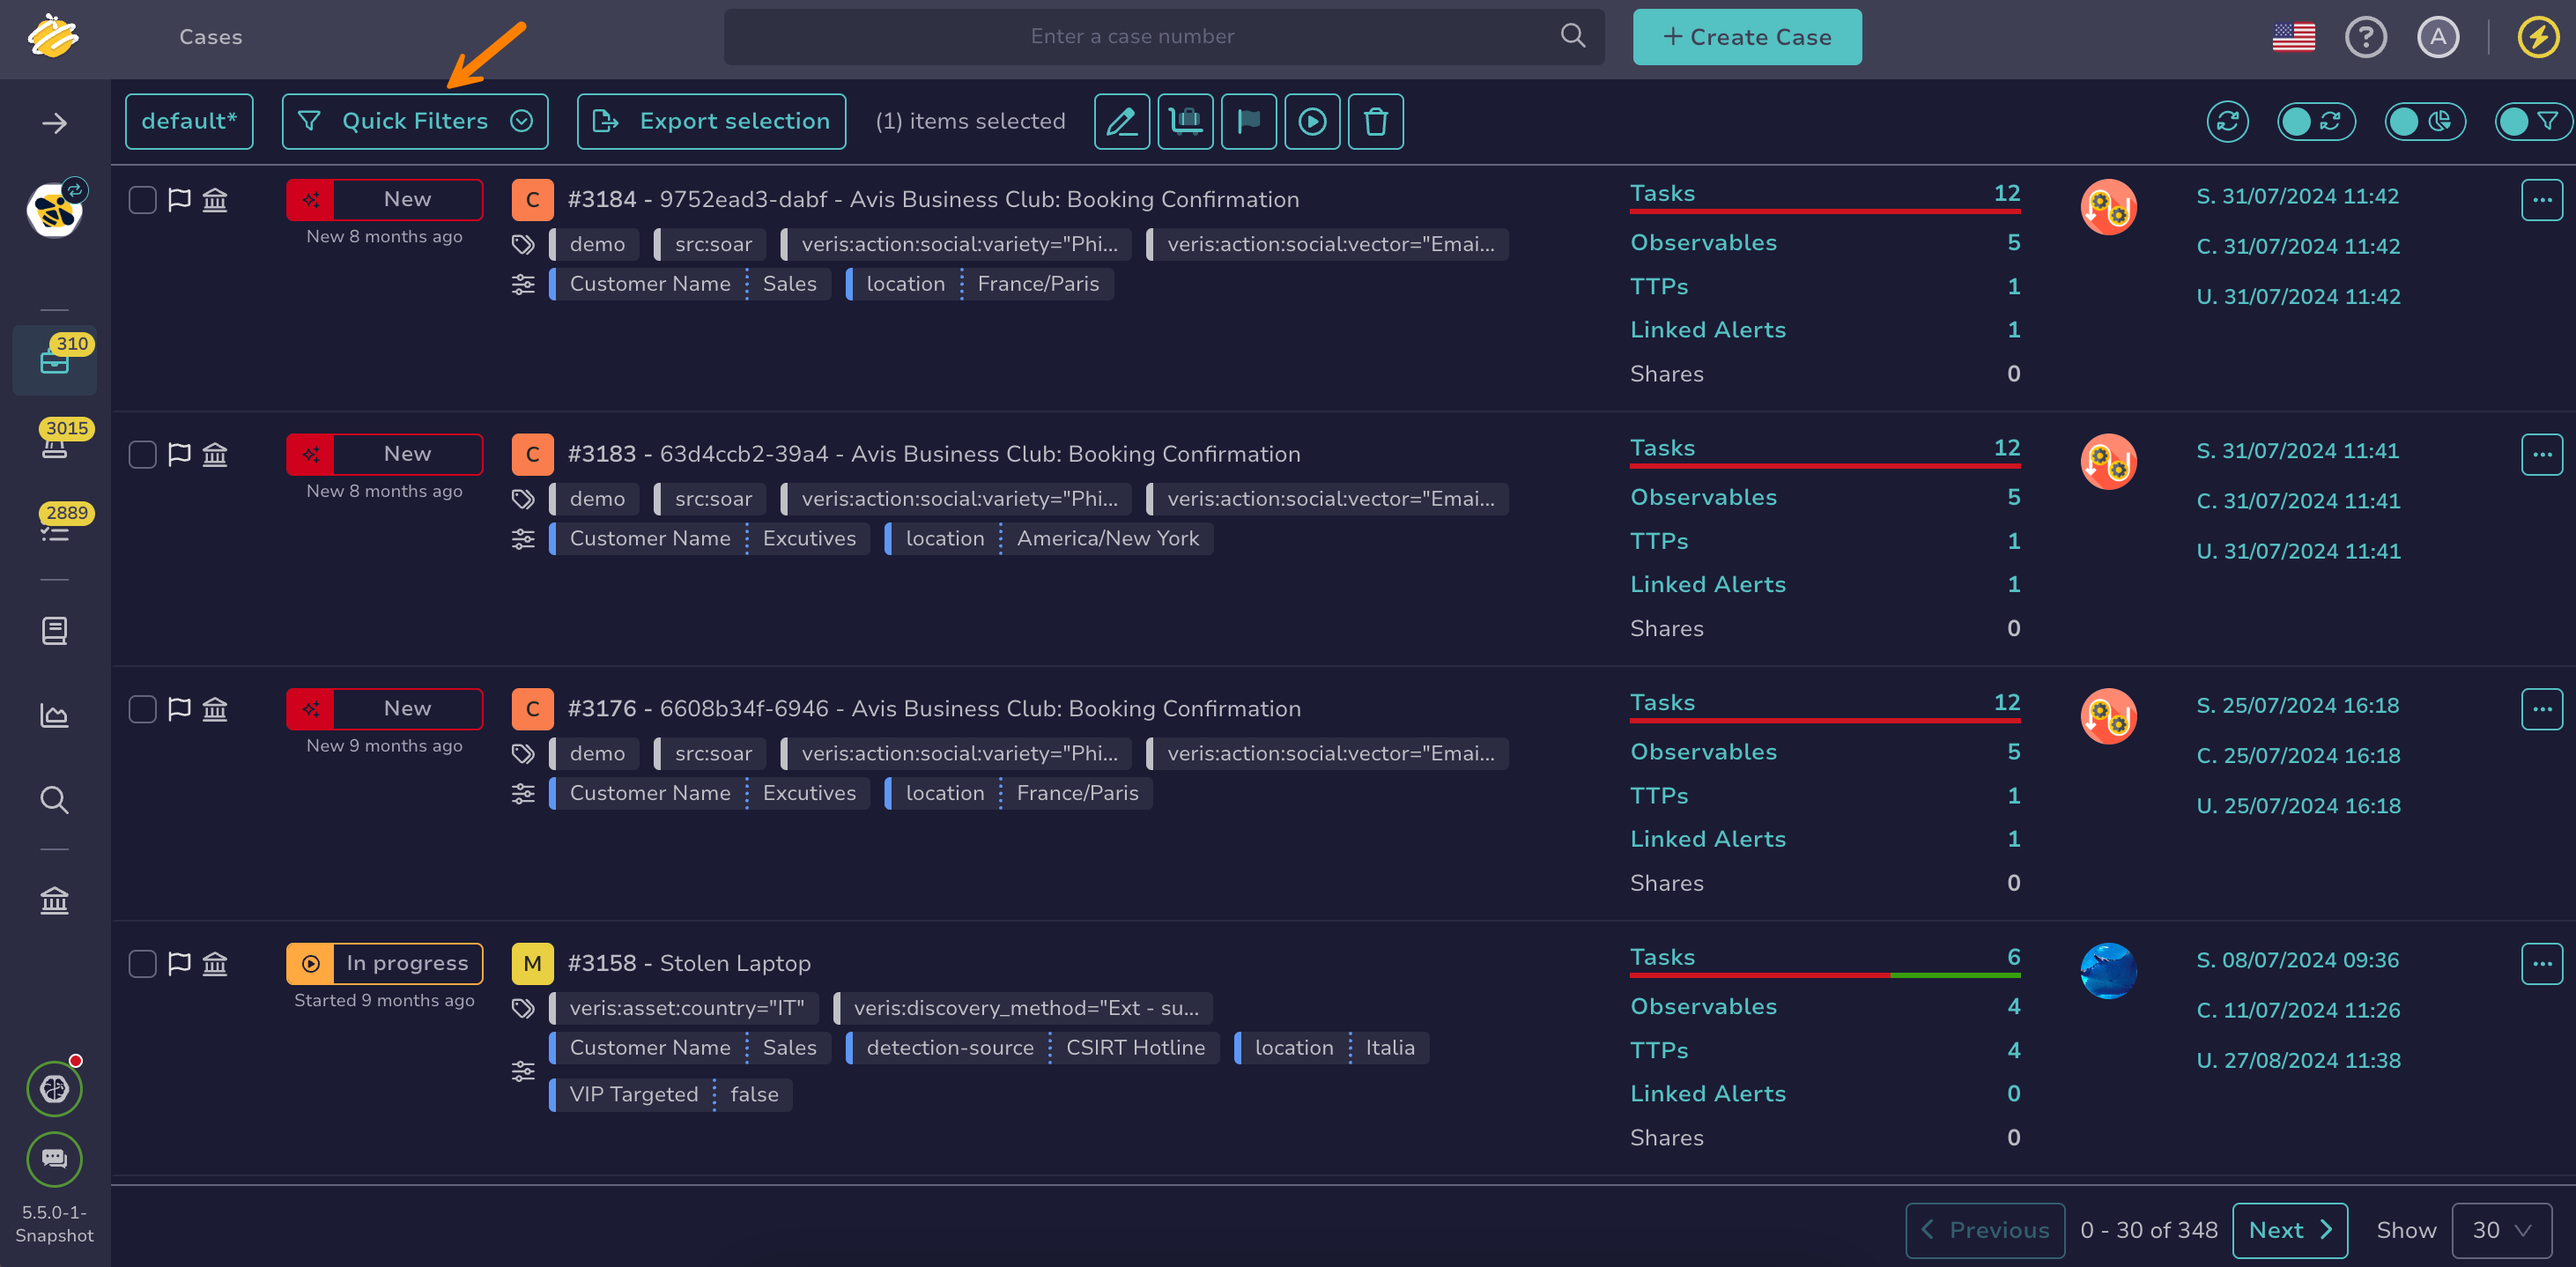 Cases
Enter a case number
+ Create Case
A
default*
Quick Filters
Export selection
(1) items selected
New
New 8 months ago
C
#3184 - 9752ead3-dabf - Avis Business Club: Booking Confirmation
demo
src:soar
veris:action:social:variety="Phi...
veris:action:social:vector="Emai...
Customer Name
Sales
location
France/Paris
Tasks 12
Observables 5
TTPs 1
Linked Alerts 1
Shares 0
S. 31/07/2024 11:42
C. 31/07/2024 11:42
U. 31/07/2024 11:42
310
3015
2889
New
New 8 months ago
C
#3183 - 63d4ccb2-39a4 - Avis Business Club: Booking Confirmation
demo
src:soar
veris:action:social:variety="Phi...
veris:action:social:vector="Emai...
Customer Name
Excutives
location
America/New York
Tasks 12
Observables 5
TTPs 1
Linked Alerts 1
Shares 0
S. 31/07/2024 11:41
C. 31/07/2024 11:41
U. 31/07/2024 11:41
New
New 9 months ago
C
#3176 - 6608b34f-6946 - Avis Business Club: Booking Confirmation
demo
src:soar
veris:action:social:variety="Phi...
veris:action:social:vector="Emai...
Customer Name
Excutives
location
France/Paris
Tasks 12
Observables 5
TTPs 1
Linked Alerts 1
Shares 0
S. 25/07/2024 16:18
C. 25/07/2024 16:18
U. 25/07/2024 16:18
In progress
Started 9 months ago
M
#3158 - Stolen Laptop
veris:asset:country="IT"
veris:discovery_method="Ext - su...
Customer Name
Sales
detection-source
CSIRT Hotline
location
Italia
VIP Targeted
false
Tasks 6
Observables 4
TTPs 4
Linked Alerts 0
Shares 0
S. 08/07/2024 09:36
C. 11/07/2024 11:26
U. 27/08/2024 11:38
5.5.0-1-
Snapshot
Previous
0 - 30 of 348
Next
Show
30